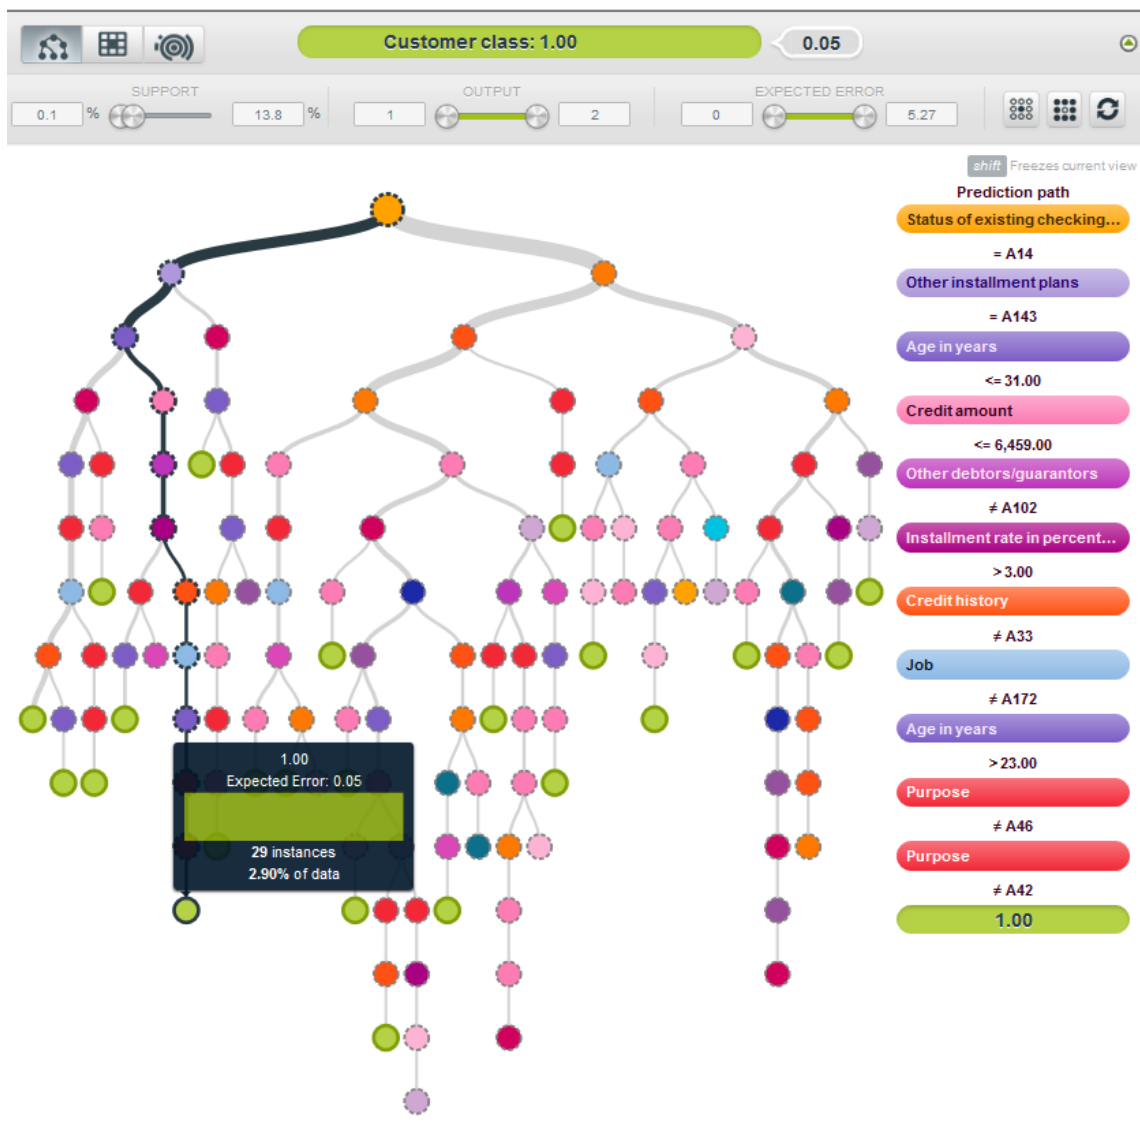 Customer class: 1.00
0.05
SUPPORT
OUTPUT
EXPECTED ERROR
0.1 % 13.8 % 1 2 0 5.27
shift Freezes current view
Prediction path
Status of existing checking...
= A14
Other installment plans
= A143
Age in years
<= 31.00
Credit amount
<= 6,459.00
Other debtors/guarantors
≠ A102
Installment rate in percent...
> 3.00
Credit history
≠ A33
Job
≠ A172
Age in years
> 23.00
Purpose
≠ A46
Purpose
≠ A42
1.00
1.00
Expected Error: 0.05
29 instances
2.90% of data